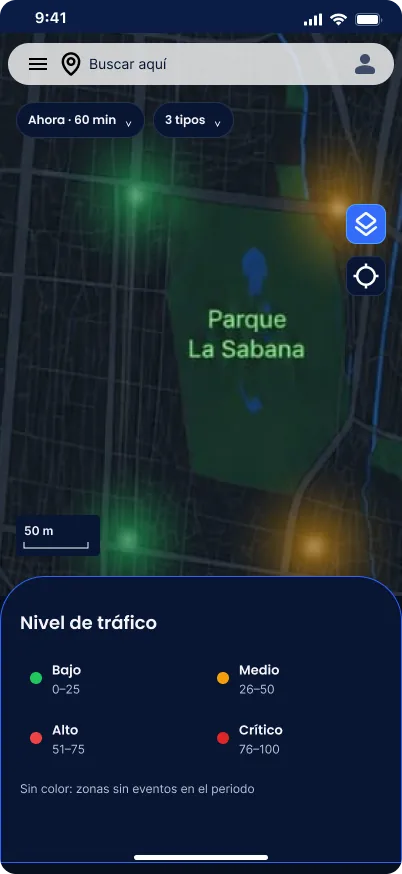 9:41
Buscar aquí
Ahora · 60 min
3 tipos
Parque
La Sabana
50 m
Nivel de tráfico
Bajo
0–25
Medio
26–50
Alto
51–75
Crítico
76–100
Sin color: zonas sin eventos en el periodo